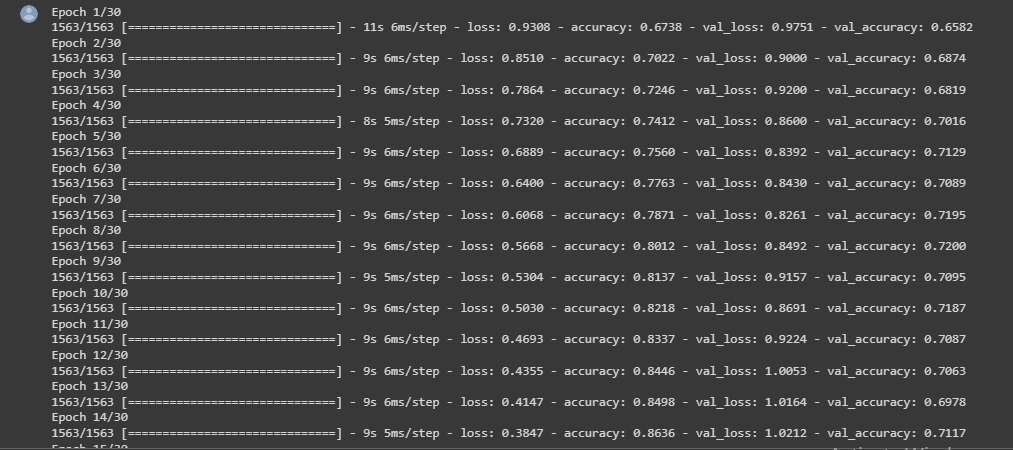 Epoch 1/30
1563/1563 [==============================] - 11s 6ms/step - loss: 0.9308 - accuracy: 0.6738 - val_loss: 0.9751 - val_accuracy: 0.6582
Epoch 2/30
1563/1563 [==============================] - 9s 6ms/step - loss: 0.8510 - accuracy: 0.7022 - val_loss: 0.9000 - val_accuracy: 0.6874
Epoch 3/30
1563/1563 [==============================] - 9s 6ms/step - loss: 0.7864 - accuracy: 0.7246 - val_loss: 0.9200 - val_accuracy: 0.6819
Epoch 4/30
1563/1563 [==============================] - 8s 5ms/step - loss: 0.7320 - accuracy: 0.7412 - val_loss: 0.8600 - val_accuracy: 0.7016
Epoch 5/30
1563/1563 [==============================] - 9s 6ms/step - loss: 0.6889 - accuracy: 0.7560 - val_loss: 0.8392 - val_accuracy: 0.7129
Epoch 6/30
1563/1563 [==============================] - 9s 6ms/step - loss: 0.6400 - accuracy: 0.7763 - val_loss: 0.8430 - val_accuracy: 0.7089
Epoch 7/30
1563/1563 [==============================] - 9s 6ms/step - loss: 0.6068 - accuracy: 0.7871 - val_loss: 0.8261 - val_accuracy: 0.7195
Epoch 8/30
1563/1563 [==============================] - 9s 6ms/step - loss: 0.5668 - accuracy: 0.8012 - val_loss: 0.8492 - val_accuracy: 0.7200
Epoch 9/30
1563/1563 [==============================] - 9s 5ms/step - loss: 0.5304 - accuracy: 0.8137 - val_loss: 0.9157 - val_accuracy: 0.7095
Epoch 10/30
1563/1563 [==============================] - 9s 6ms/step - loss: 0.5030 - accuracy: 0.8218 - val_loss: 0.8691 - val_accuracy: 0.7187
Epoch 11/30
1563/1563 [==============================] - 9s 6ms/step - loss: 0.4693 - accuracy: 0.8337 - val_loss: 0.9224 - val_accuracy: 0.7087
Epoch 12/30
1563/1563 [==============================] - 9s 6ms/step - loss: 0.4355 - accuracy: 0.8446 - val_loss: 1.0053 - val_accuracy: 0.7063
Epoch 13/30
1563/1563 [==============================] - 9s 6ms/step - loss: 0.4147 - accuracy: 0.8498 - val_loss: 1.0164 - val_accuracy: 0.6978
Epoch 14/30
1563/1563 [==============================] - 9s 5ms/step - loss: 0.3847 - accuracy: 0.8636 - val_loss: 1.0212 - val_accuracy: 0.7117